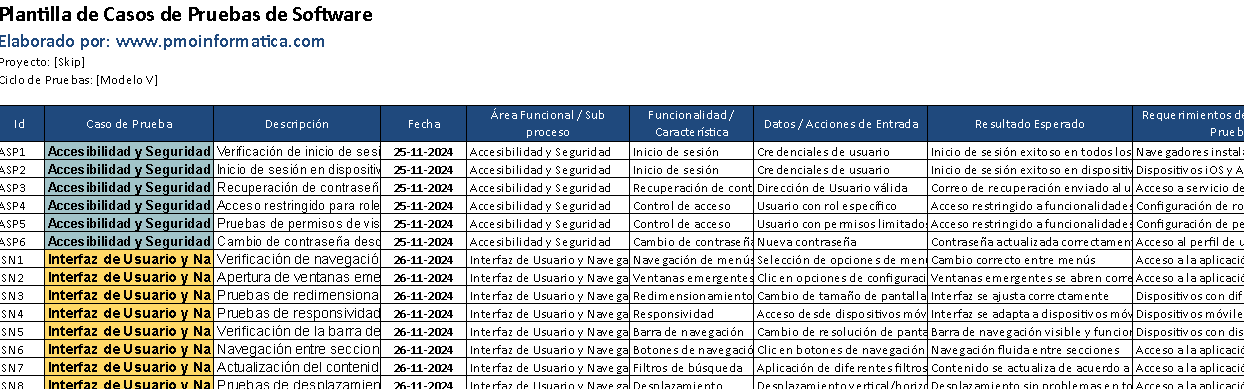 Plantilla de Casos de Pruebas de Software
Elaborado por: www.pmoinformatica.com
Proyecto: [Skip]
Ciclo de Pruebas: [Modelo V]
Id Caso de Prueba Descripción Fecha Área Funcional / Sub proceso Funcionalidad / Característica Datos / Acciones de Entrada Resultado Esperado Requerimientos de
ASP1 Accesibilidad y Seguridad Verificación de inicio de sesi 25-11-2024 Accesibilidad y Seguridad Inicio de sesión Credenciales de usuario Inicio de sesión exitoso en todos los Navegadores instal
ASP2 Accesibilidad y Seguridad Inicio de sesión en dispositiv 25-11-2024 Accesibilidad y Seguridad Inicio de sesión Credenciales de usuario Inicio de sesión exitoso en dispositiv Dispositivos iOS y A
ASP3 Accesibilidad y Seguridad Recuperación de contraseñ 25-11-2024 Accesibilidad y Seguridad Recuperación de cont Dirección de Usuario válida Correo de recuperación enviado al u Acceso a servicio de
ASP4 Accesibilidad y Seguridad Acceso restringido para role 25-11-2024 Accesibilidad y Seguridad Control de acceso Usuario con rol específico Acceso restringido a funcionalidades Configuración de ro
ASP5 Accesibilidad y Seguridad Pruebas de permisos de vis 25-11-2024 Accesibilidad y Seguridad Control de acceso Usuario con permisos limitados Acceso restringido a funcionalidades Configuración de pe
ASP6 Accesibilidad y Seguridad Cambio de contraseña desc 25-11-2024 Accesibilidad y Seguridad Cambio de contraseña Nueva contraseña Contraseña actualizada correctamen Acceso al perfil de u
SN1 Interfaz de Usuario y Na Verificación de navegació 26-11-2024 Interfaz de Usuario y Navega Navegación de menús Selección de opciones de menú Cambio correcto entre menús Acceso a la aplicació
SN2 Interfaz de Usuario y Na Apertura de ventanas eme 26-11-2024 Interfaz de Usuario y Navega Ventanas emergentes Clic en opciones de configuraci Ventanas emergentes se abren corre Acceso a la aplicació
SN3 Interfaz de Usuario y Na Pruebas de redimensiona 26-11-2024 Interfaz de Usuario y Navega Redimensionamiento Cambio de tamaño de pantalla Interfaz se ajusta correctamente Dispositivos con dif
SN4 Interfaz de Usuario y Na Pruebas de responsividad 26-11-2024 Interfaz de Usuario y Navega Responsividad Acceso desde dispositivos móv Interfaz se adapta a dispositivos móv Dispositivos móvile
SN5 Interfaz de Usuario y Na Verificación de la barra de 26-11-2024 Interfaz de Usuario y Navega Barra de navegación Cambio de resolución de panta Barra de navegación visible y funcion Dispositivos con dis
SN6 Interfaz de Usuario y Na Navegación entre seccion 26-11-2024 Interfaz de Usuario y Navega Botones de navegació Clic en botones de navegación Navegación fluida entre secciones Acceso a la aplicació
SN7 Interfaz de Usuario y Na Actualización del contenid 26-11-2024 Interfaz de Usuario y Navega Filtros de búsqueda Aplicación de diferentes filtros Contenido se actualiza de acuerdo a Acceso a la aplicació
SN8 Interfaz de Usuario y Na Pruebas de desplazamien 26-11-2024 Interfaz de Usuario y Navega Desplazamiento Desplazamiento vertical/horizo Desplazamiento sin problemas en to Acceso a la aplicació